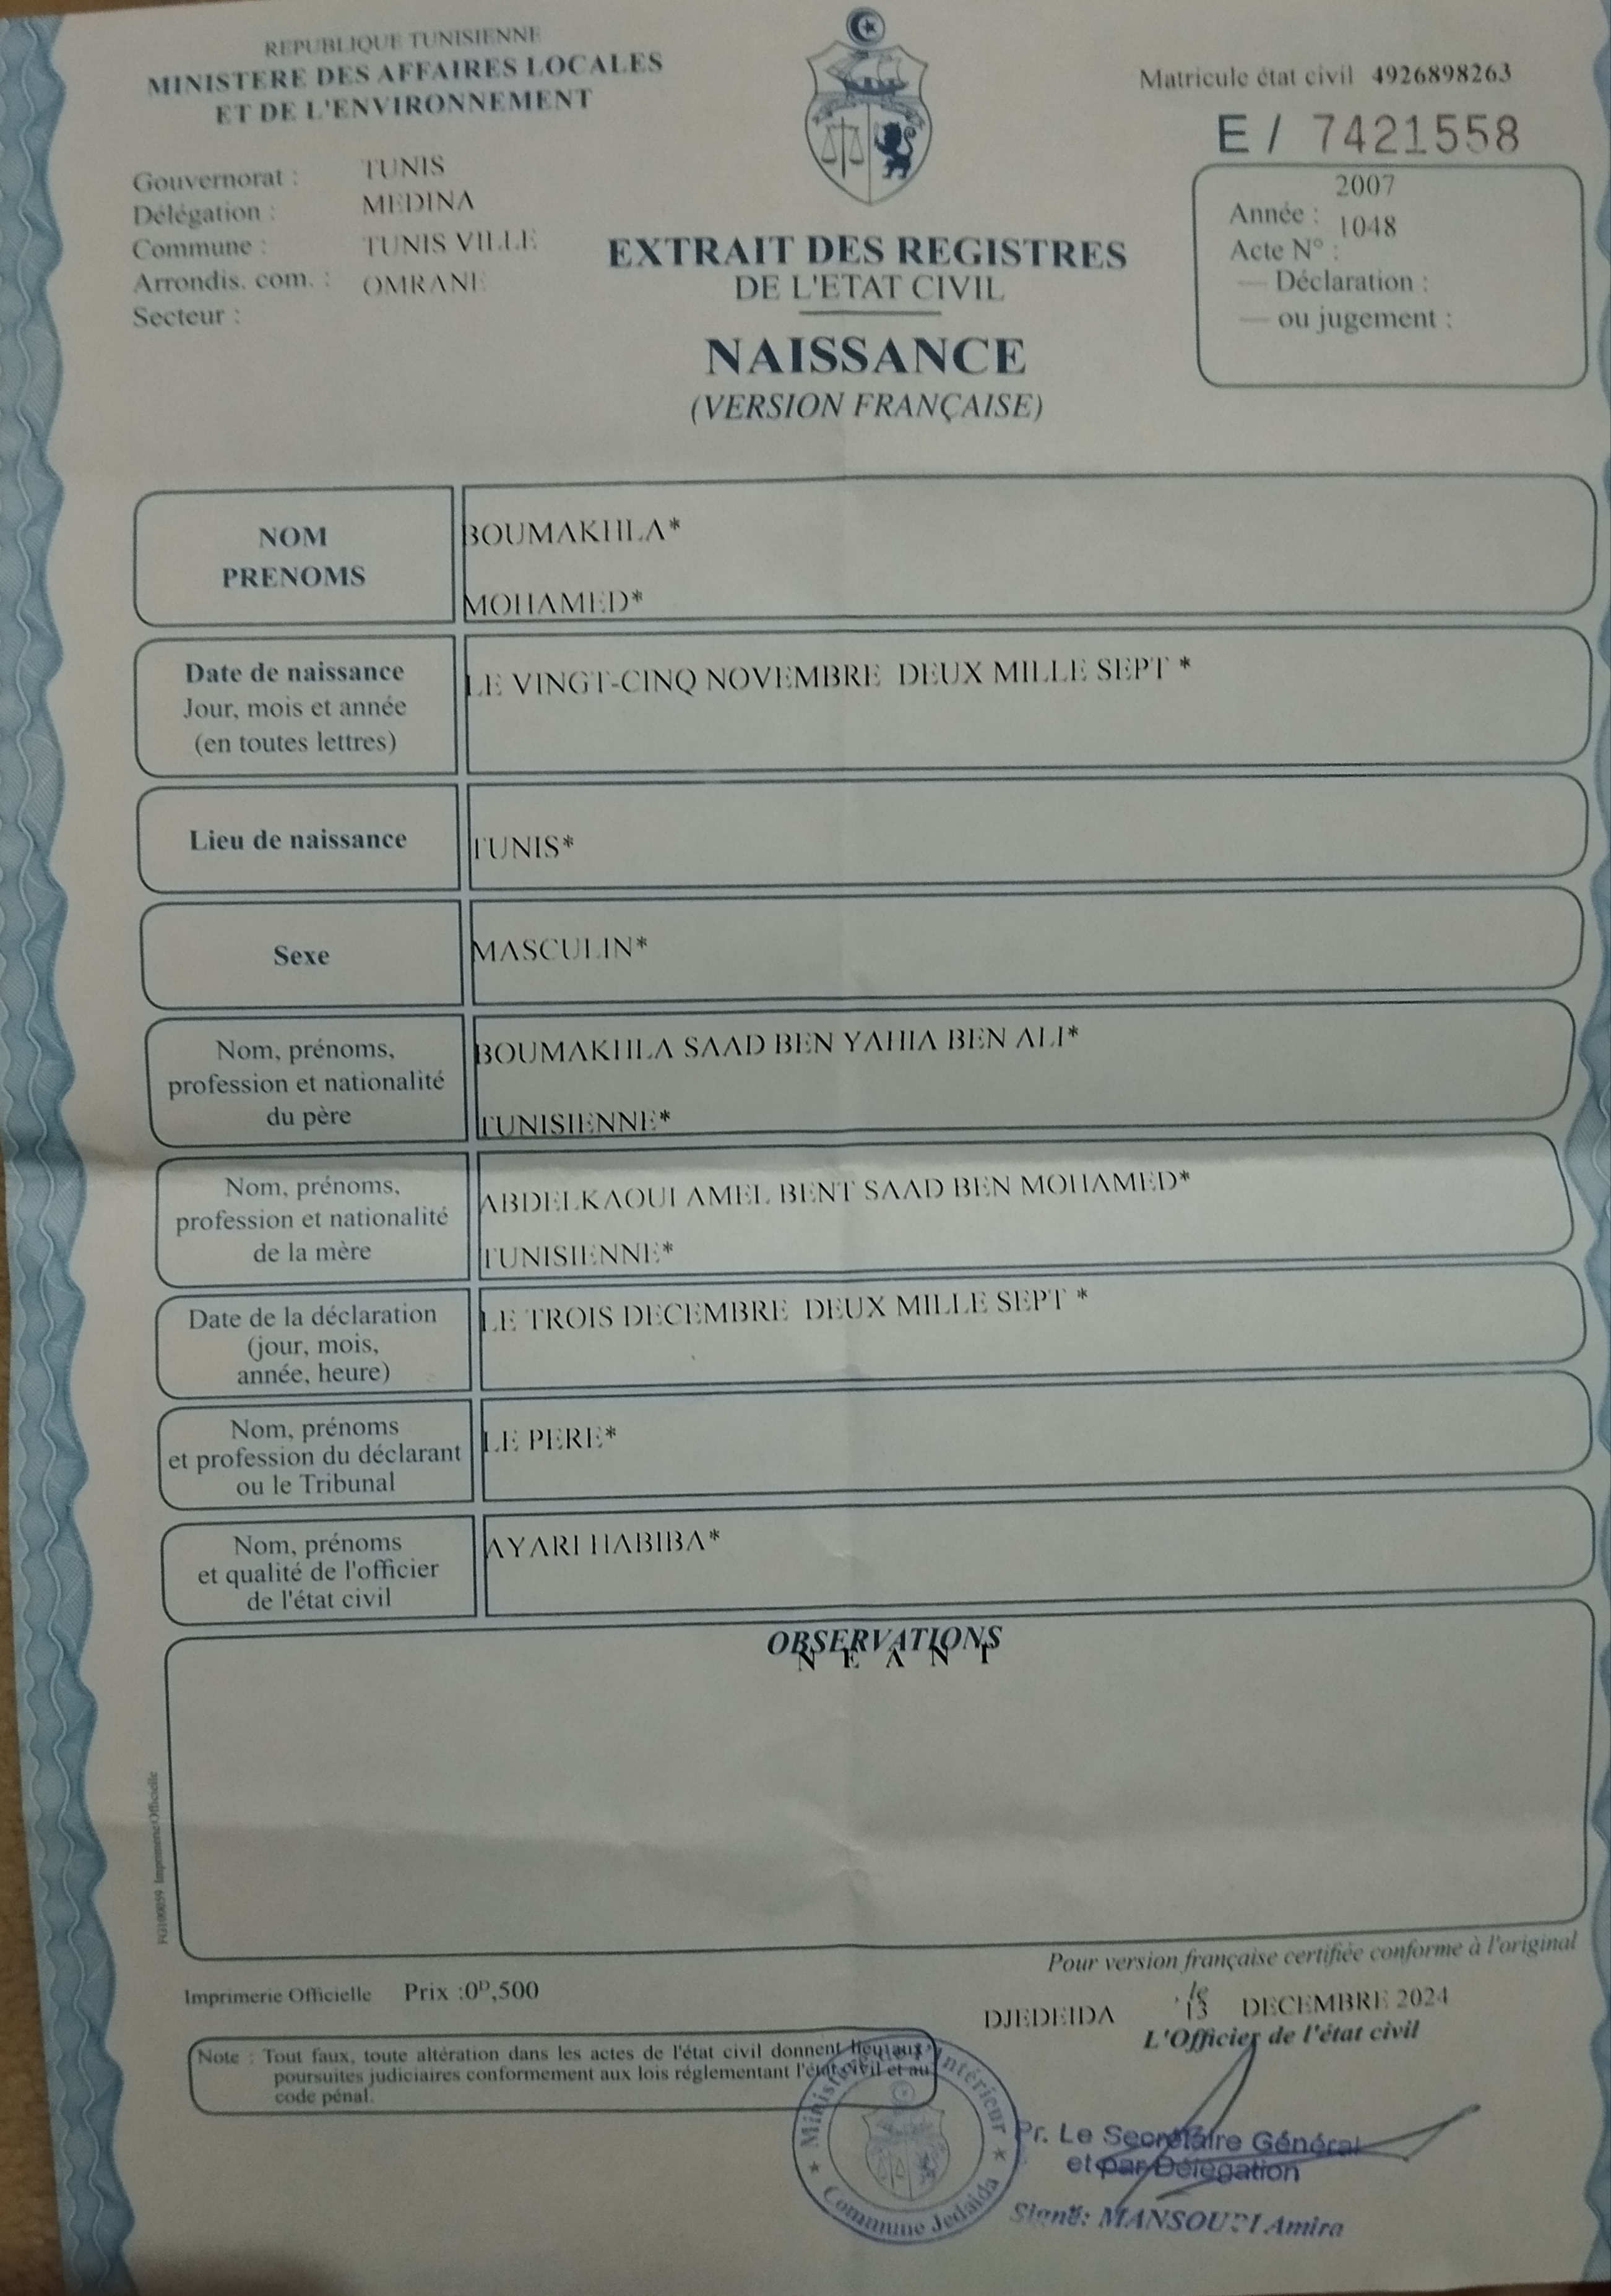 REPUBLIQUE TUNISIENNE
MINISTERE DES AFFAIRES LOCALES
ET DE L'ENVIRONNEMENT
Matricule état civil 4926898263
E / 7421558
Gouvernorat : TUNIS
Délégation : MEDINA
Commune : TUNIS VILLE
Arrondis. com. : OMRANE
Secteur :
2007
Année :
1048
Acte N° :
— Déclaration :
— ou jugement :
EXTRAIT DES REGISTRES
DE L'ETAT CIVIL
NAISSANCE
(VERSION FRANÇAISE)
NOM
PRENOMS
BOUMAKHLA*
MOHAMED*
Date de naissance
Jour, mois et année
(en toutes lettres)
LE VINGT-CINQ NOVEMBRE DEUX MILLE SEPT *
Lieu de naissance
TUNIS*
Sexe
MASCULIN*
Nom, prénoms,
profession et nationalité
du père
BOUMAKHLA SAAD BEN YAHIA BEN ALI*
TUNISIENNE*
Nom, prénoms,
profession et nationalité
de la mère
ABDELKAOUI AMEL BENT SAAD BEN MOHAMED*
TUNISIENNE*
Date de la déclaration
(jour, mois,
année, heure)
LE TROIS DECEMBRE DEUX MILLE SEPT *
Nom, prénoms
et profession du déclarant
ou le Tribunal
LE PERE*
Nom, prénoms
et qualité de l'officier
de l'état civil
AYARI HABIBA*
OBSERVATIONS
N E A N T
FG100059 Imprimerie Officielle
Pour version française certifiée conforme à l'original
Imprimerie Officielle Prix :0ᴰ,500
DJEDEIDA , le 13 DECEMBRE 2024
L'Officier de l'état civil
Note : Tout faux, toute altération dans les actes de l'état civil donnent lieu aux
poursuites judiciaires conformement aux lois réglementant l'état civil et au
code pénal.
Ministère de l'Intérieur
Commune Jedaida
Pr. Le Secrétaire Général
et par Délégation
Signé: MANSOURI Amira